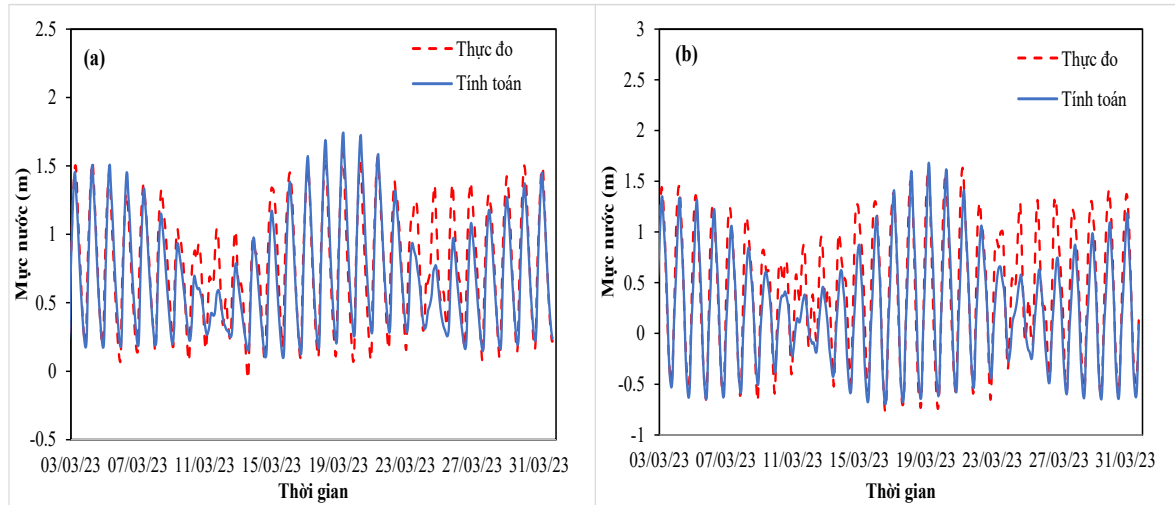 (a)
Thực đo
Tính toán
Mực nước (m)
2.5
2
1.5
1
0.5
0
-0.5
03/03/23 07/03/23 11/03/23 15/03/23 19/03/23 23/03/23 27/03/23 31/03/23
Thời gian
(b)
Thực đo
Tính toán
Mực nước (m)
3
2.5
2
1.5
1
0.5
0
-0.5
-1
03/03/23 07/03/23 11/03/23 15/03/23 19/03/23 23/03/23 27/03/23 31/03/23
Thời gian